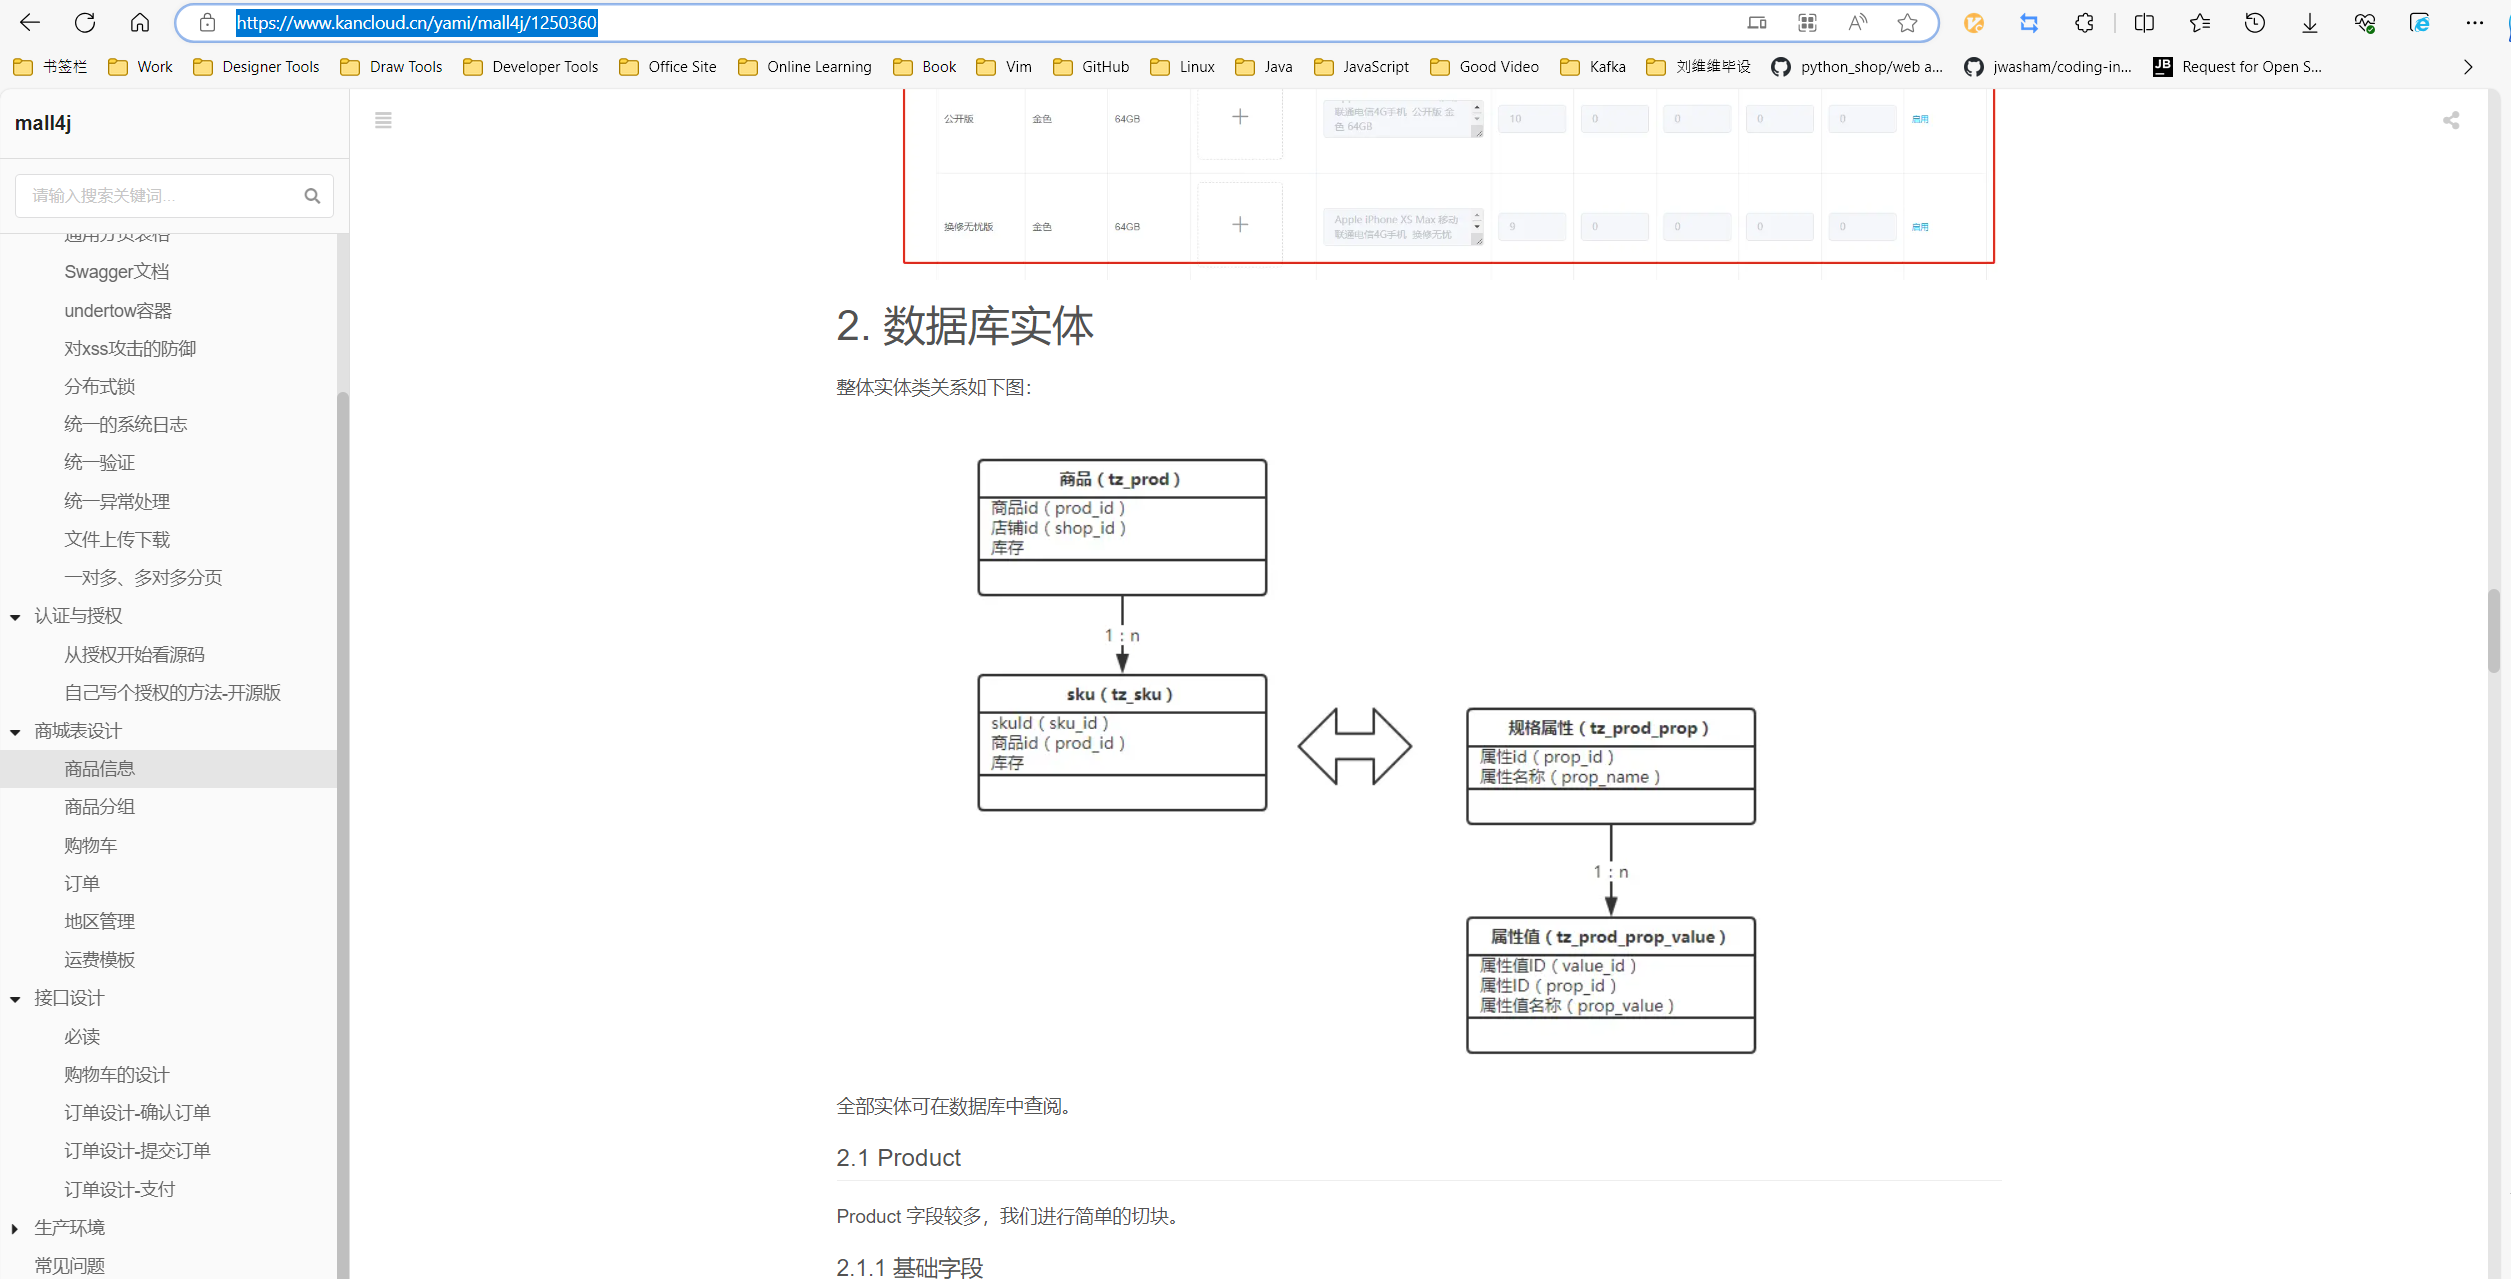 https://www.kancloud.cn/yami/mall4j/1250360
书签栏 Work Designer Tools Draw Tools Developer Tools Office Site Online Learning Book Vim GitHub Linux Java JavaScript Good Video Kafka 刘维维毕设 python_shop/web a... jwasham/coding-in... Request for Open S...
mall4j
请输入搜索关键词...
通用分页表格
Swagger文档
undertow容器
对xss攻击的防御
分布式锁
统一的系统日志
统一验证
统一异常处理
文件上传下载
一对多、多对多分页
认证与授权
从授权开始看源码
自己写个授权的方法-开源版
商城表设计
商品信息
商品分组
购物车
订单
地区管理
运费模板
接口设计
必读
购物车的设计
订单设计-确认订单
订单设计-提交订单
订单设计-支付
生产环境
常见问题
公开版 金色 64GB
联通电信4G手机 公开版 金
色 64GB
10 0 0 0 0 启用
换修无忧版 金色 64GB
Apple iPhone XS Max 移动
联通电信4G手机 换修无忧
9 0 0 0 0 启用
2. 数据库实体
整体实体类关系如下图：
商品（tz_prod）
商品id（prod_id）
店铺id（shop_id）
库存
1：n
sku（tz_sku）
skuId（sku_id）
商品id（prod_id）
库存
规格属性（tz_prod_prop）
属性id（prop_id）
属性名称（prop_name）
1：n
属性值（tz_prod_prop_value）
属性值ID（value_id）
属性ID（prop_id）
属性值名称（prop_value）
全部实体可在数据库中查阅。
2.1 Product
Product 字段较多，我们进行简单的切块。
2.1.1 基础字段